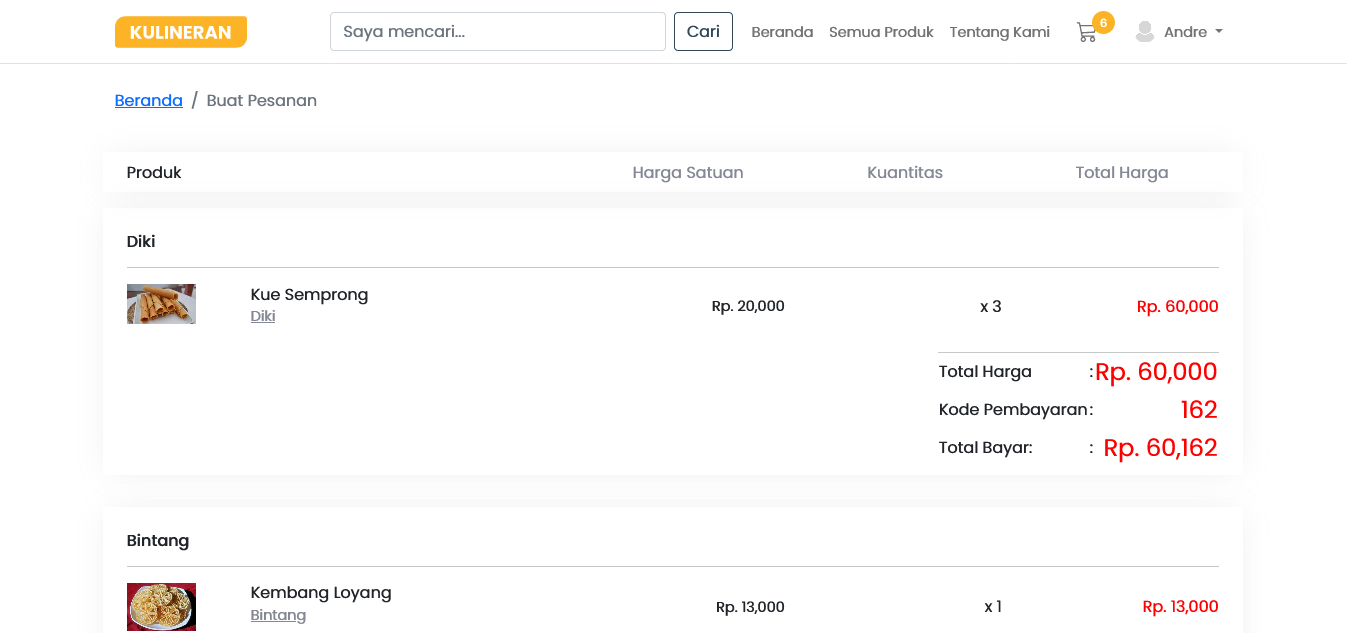 KULINERAN Saya mencari... Cari Beranda Semua Produk Tentang Kami 6 Andre
Beranda / Buat Pesanan
Produk Harga Satuan Kuantitas Total Harga
Diki
Kue Semprong
Diki
Rp. 20,000 x 3 Rp. 60,000
Total Harga : Rp. 60,000
Kode Pembayaran : 162
Total Bayar: : Rp. 60,162
Bintang
Kembang Loyang
Bintang
Rp. 13,000 x 1 Rp. 13,000